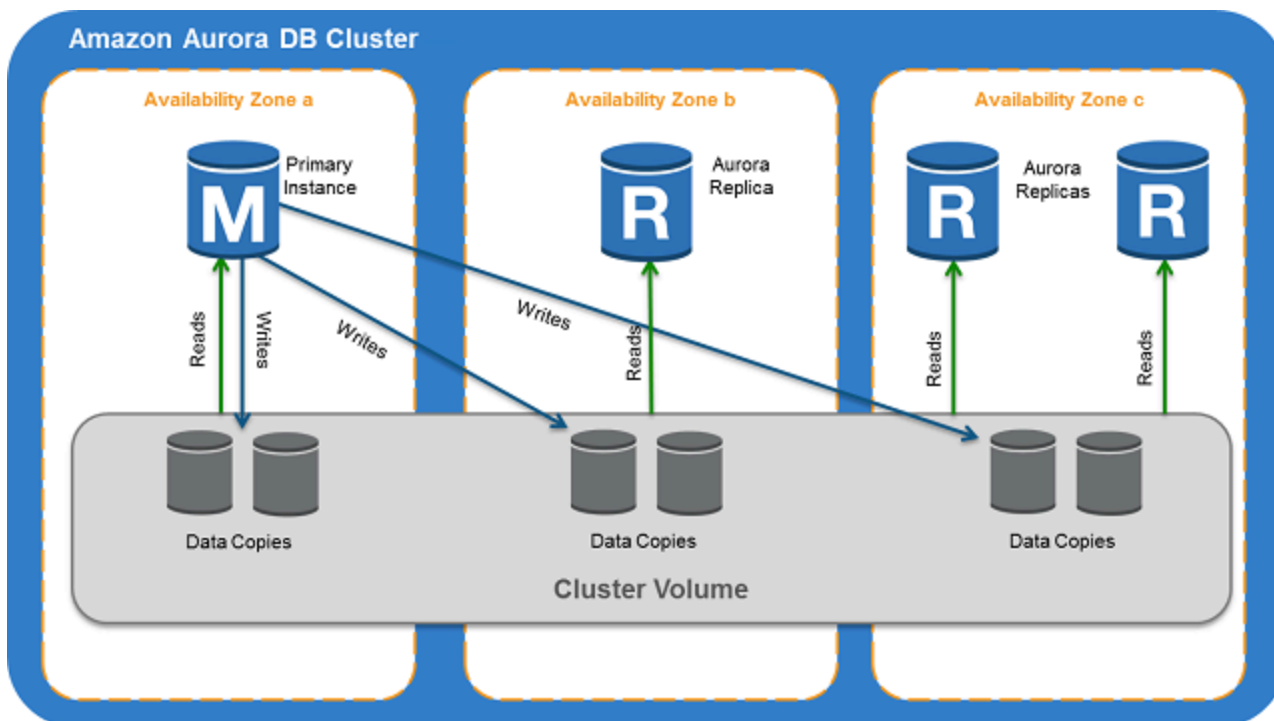 Amazon Aurora DB Cluster
Availability Zone a
Availability Zone b
Availability Zone c
M
Primary
Instance
R
Aurora
Replica
R
Aurora
Replicas
R
Reads
Writes
Writes
Writes
Reads
Reads
Reads
Data Copies
Data Copies
Data Copies
Cluster Volume